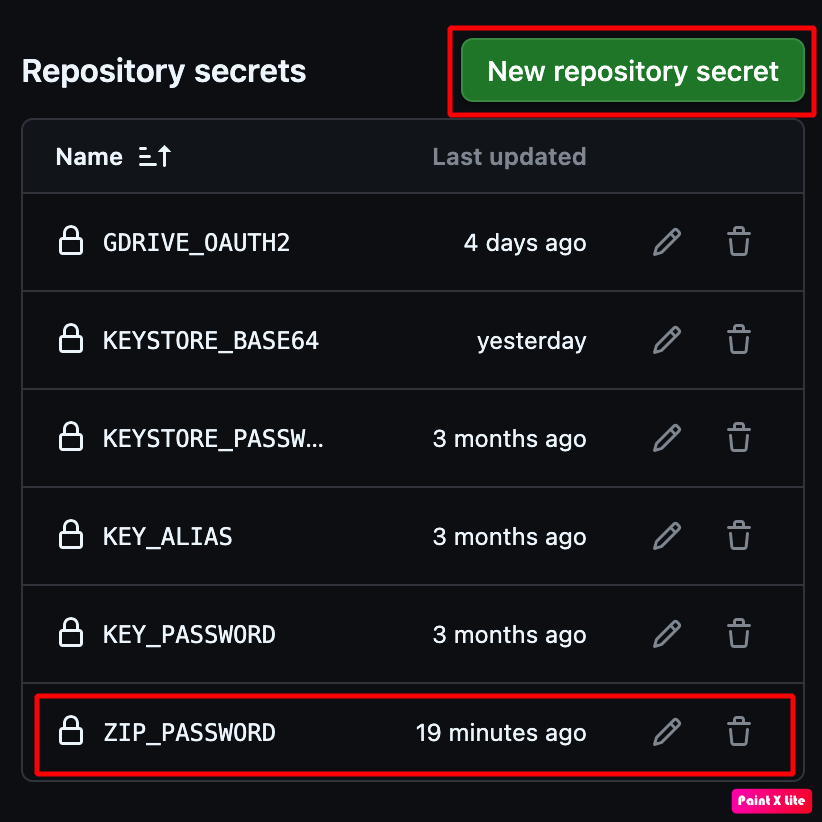 Repository secrets
New repository secret
Name
Last updated
GDRIVE_OAUTH2
4 days ago
KEYSTORE_BASE64
yesterday
KEYSTORE_PASSW...
3 months ago
KEY_ALIAS
3 months ago
KEY_PASSWORD
3 months ago
ZIP_PASSWORD
19 minutes ago
Paint X Lite